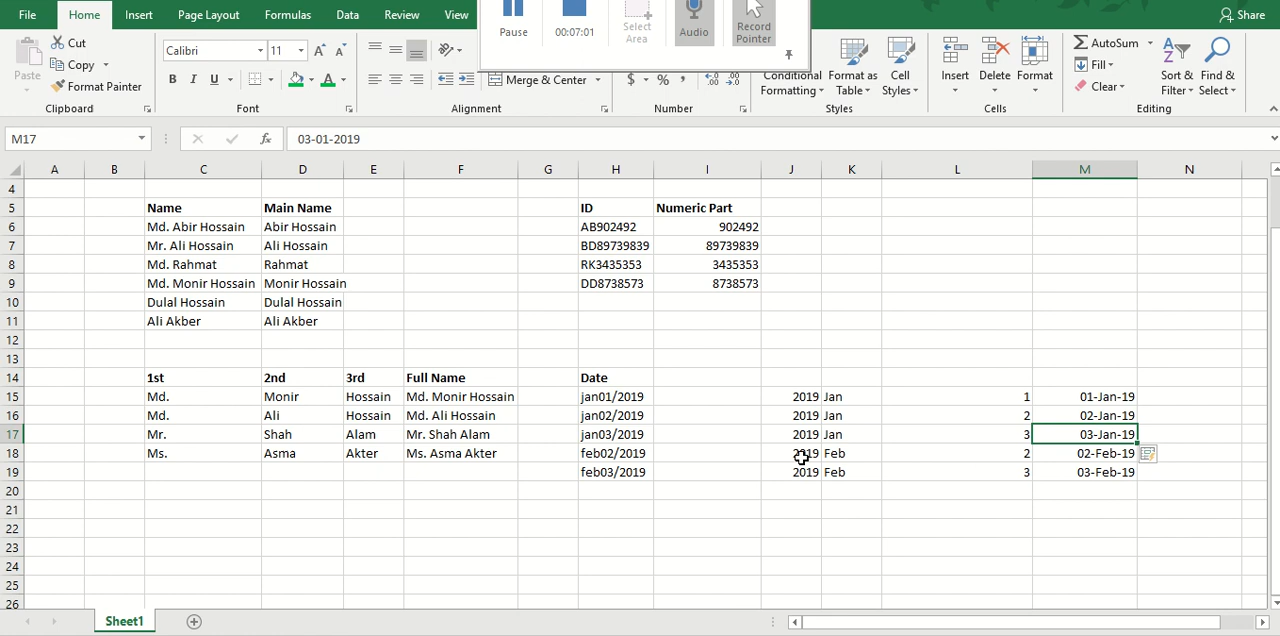 File Home Insert Page Layout Formulas Data Review View Share
Pause 00:07:01 Select Area Audio Record Pointer
Paste Cut Copy Format Painter
Clipboard
Calibri 11
B I U A
Font
Merge & Center
Alignment
$ % ,
Number
Conditional Formatting Format as Table Cell Styles
Styles
Insert Delete Format
Cells
AutoSum Fill Clear Sort & Filter Find & Select
Editing
M17 fx 03-01-2019
A B C D E F G H I J K L M N
4
5 Name Main Name ID Numeric Part
6 Md. Abir Hossain Abir Hossain AB902492 902492
7 Mr. Ali Hossain Ali Hossain BD89739839 89739839
8 Md. Rahmat Rahmat RK3435353 3435353
9 Md. Monir Hossain Monir Hossain DD8738573 8738573
10 Dulal Hossain Dulal Hossain
11 Ali Akber Ali Akber
12
13
14 1st 2nd 3rd Full Name Date
15 Md. Monir Hossain Md. Monir Hossain jan01/2019 2019 Jan 1 01-Jan-19
16 Md. Ali Hossain Md. Ali Hossain jan02/2019 2019 Jan 2 02-Jan-19
17 Mr. Shah Alam Mr. Shah Alam jan03/2019 2019 Jan 3 03-Jan-19
18 Ms. Asma Akter Ms. Asma Akter feb02/2019 2019 Feb 2 02-Feb-19
19 feb03/2019 2019 Feb 3 03-Feb-19
20
21
22
23
24
25
26
Sheet1